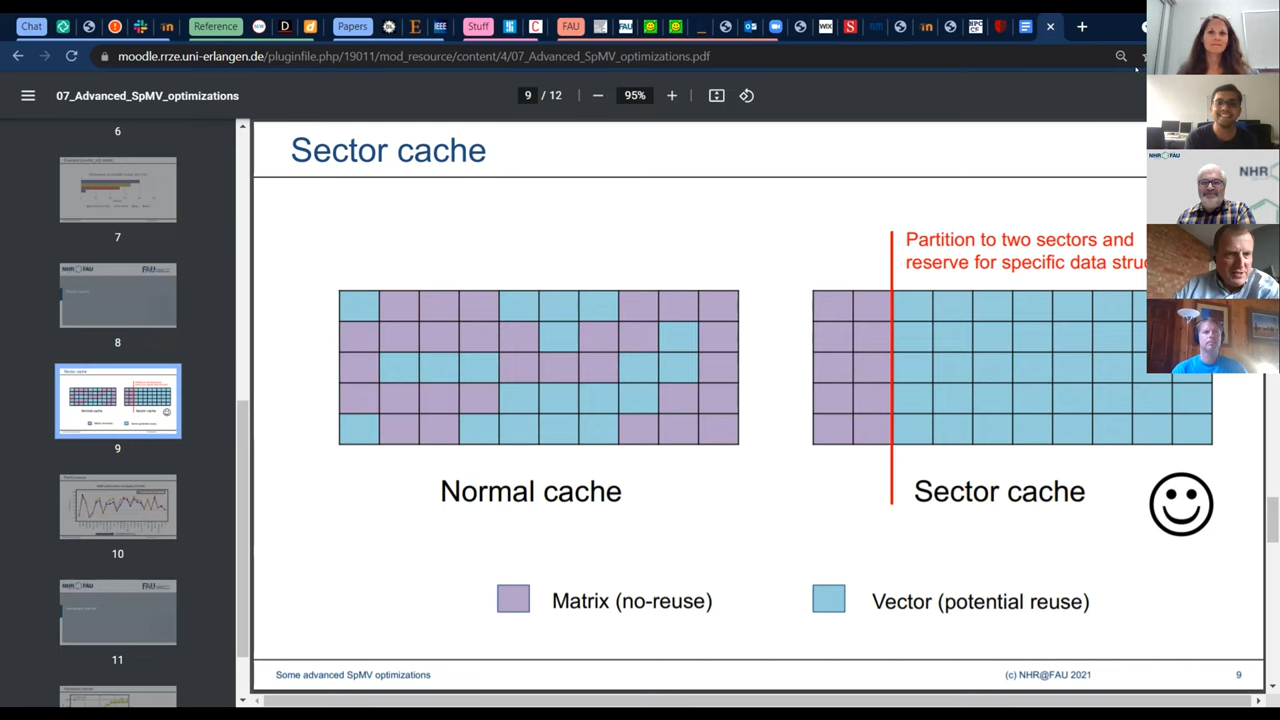 Chat
Reference
Papers
Stuff
FAU
moodle.rrze.uni-erlangen.de/pluginfile.php/19011/mod_resource/content/4/07_Advanced_SpMV_optimizations.pdf
07_Advanced_SpMV_optimizations
9 / 12
95%
6
7
8
9
10
11
Sector cache
Partition to two sectors and
reserve for specific data struc
Normal cache
Sector cache
Matrix (no-reuse)
Vector (potential reuse)
Some advanced SpMV optimizations
(c) NHR@FAU 2021
9
NHR FAU
NHR